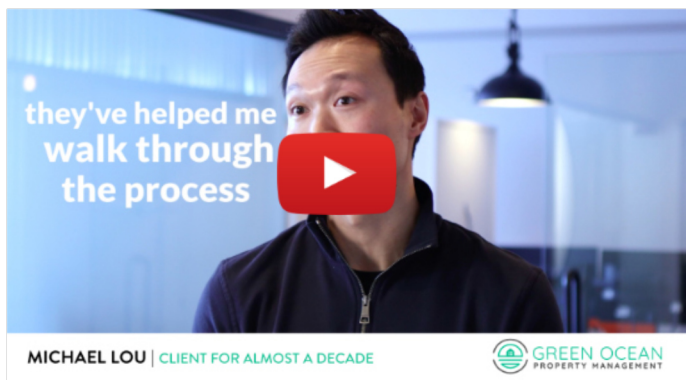 they've helped me
walk through
the process
MICHAEL LOU | CLIENT FOR ALMOST A DECADE
GREEN OCEAN
PROPERTY MANAGEMENT